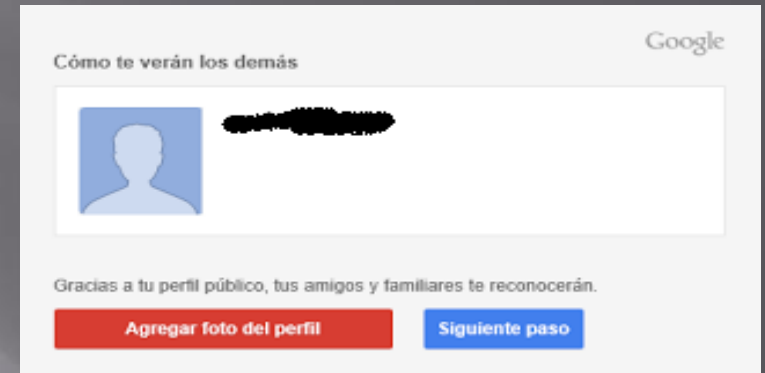 Google
Cómo te verán los demás
Gracias a tu perfil público, tus amigos y familiares te reconocerán.
Agregar foto del perfil
Siguiente paso